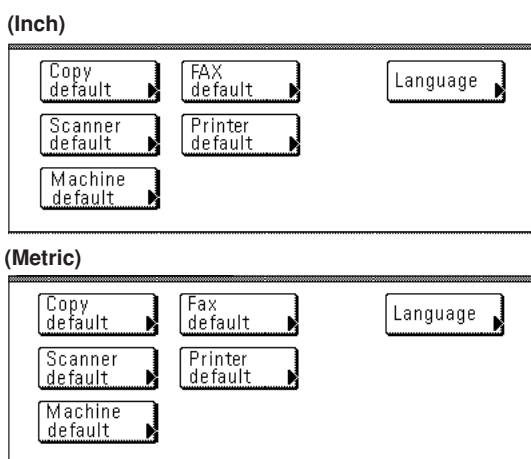 (Inch)
Copy default
FAX default
Language
Scanner default
Printer default
Machine default
(Metric)
Copy default
Fax default
Language
Scanner default
Printer default
Machine default